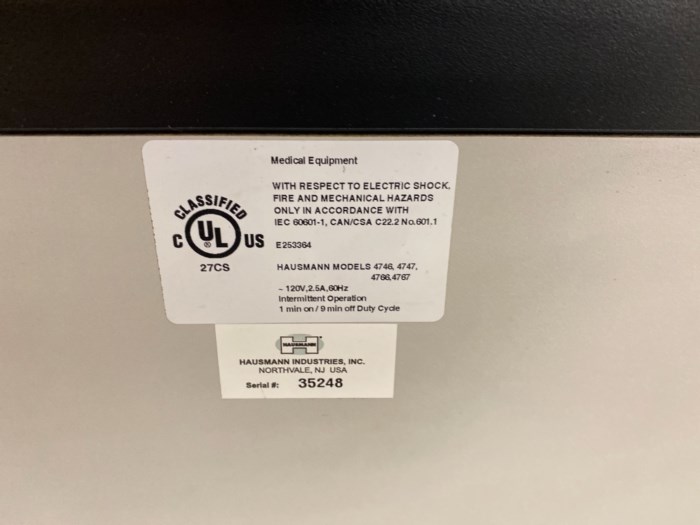 Medical Equipment
WITH RESPECT TO ELECTRIC SHOCK,
FIRE AND MECHANICAL HAZARDS
ONLY IN ACCORDANCE WITH
IEC 60601-1, CAN/CSA C22.2 No.601.1
CLASSIFIED
C UL US
®
27CS
E253364
HAUSMANN MODELS 4746, 4747,
4766,4767
~ 120V,2.5A,60Hz
Intermittent Operation
1 min on / 9 min off Duty Cycle
HAUSMANN
HAUSMANN INDUSTRIES, INC.
NORTHVALE, NJ USA
Serial #: 35248